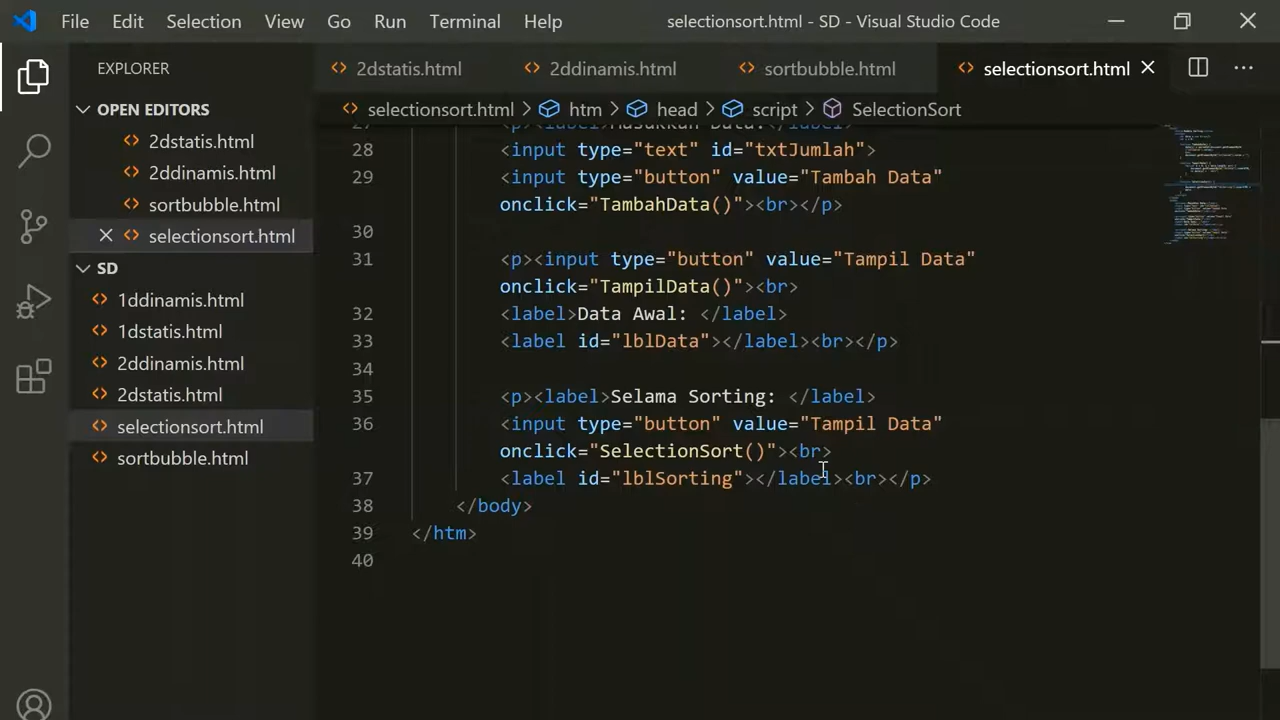 File Edit Selection View Go Run Terminal Help selectionsort.html - SD - Visual Studio Code
EXPLORER
OPEN EDITORS
2dstatis.html
2ddinamis.html
sortbubble.html
selectionsort.html
SD
1ddinamis.html
1dstatis.html
2ddinamis.html
2dstatis.html
selectionsort.html
sortbubble.html
2dstatis.html 2ddinamis.html sortbubble.html selectionsort.html
selectionsort.html > htm > head > script > SelectionSort
27 <p><label>Masukkan Data:</label>
28 <input type="text" id="txtJumlah">
29 <input type="button" value="Tambah Data"
onclick="TambahData()"><br></p>
30
31 <p><input type="button" value="Tampil Data"
onclick="TampilData()"><br>
32 <label>Data Awal: </label>
33 <label id="lblData"></label><br></p>
34
35 <p><label>Selama Sorting: </label>
36 <input type="button" value="Tampil Data"
onclick="SelectionSort()"><br>
37 <label id="lblSorting"></label><br></p>
38 </body>
39 </htm>
40